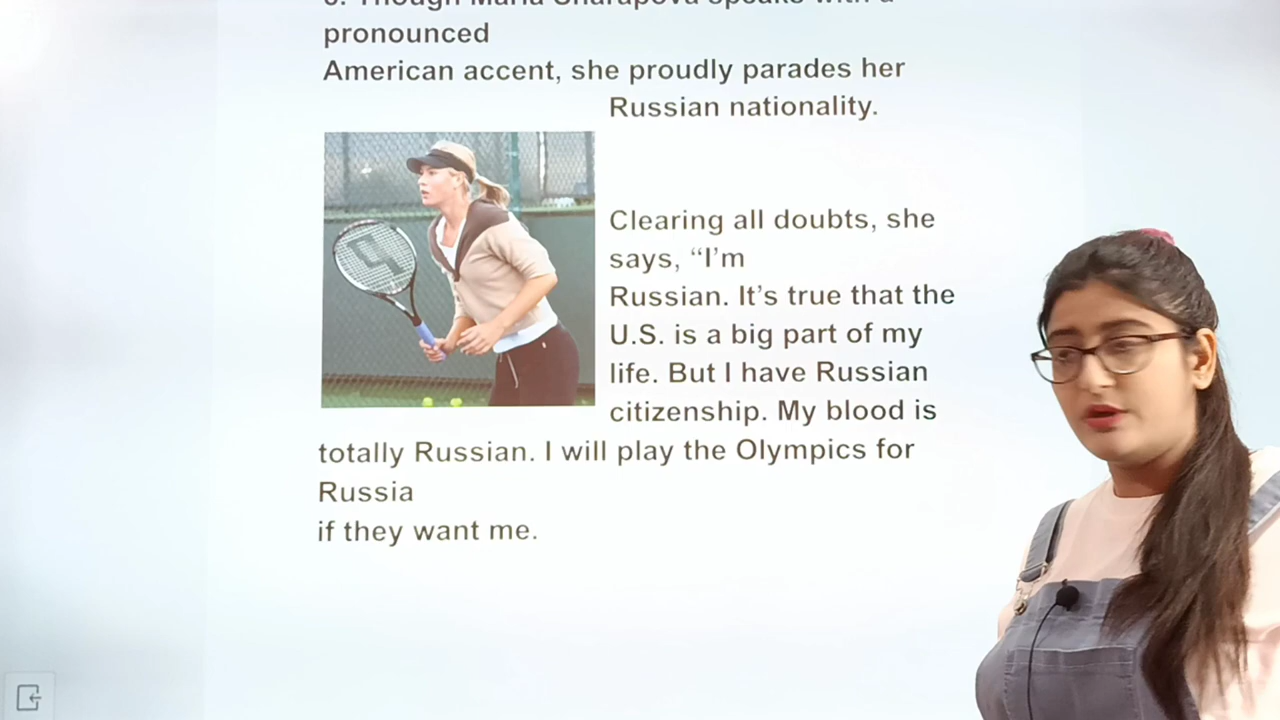 pronounced
American accent, she proudly parades her
Russian nationality.
Clearing all doubts, she
says, “I’m
Russian. It’s true that the
U.S. is a big part of my
life. But I have Russian
citizenship. My blood is
totally Russian. I will play the Olympics for
Russia
if they want me.